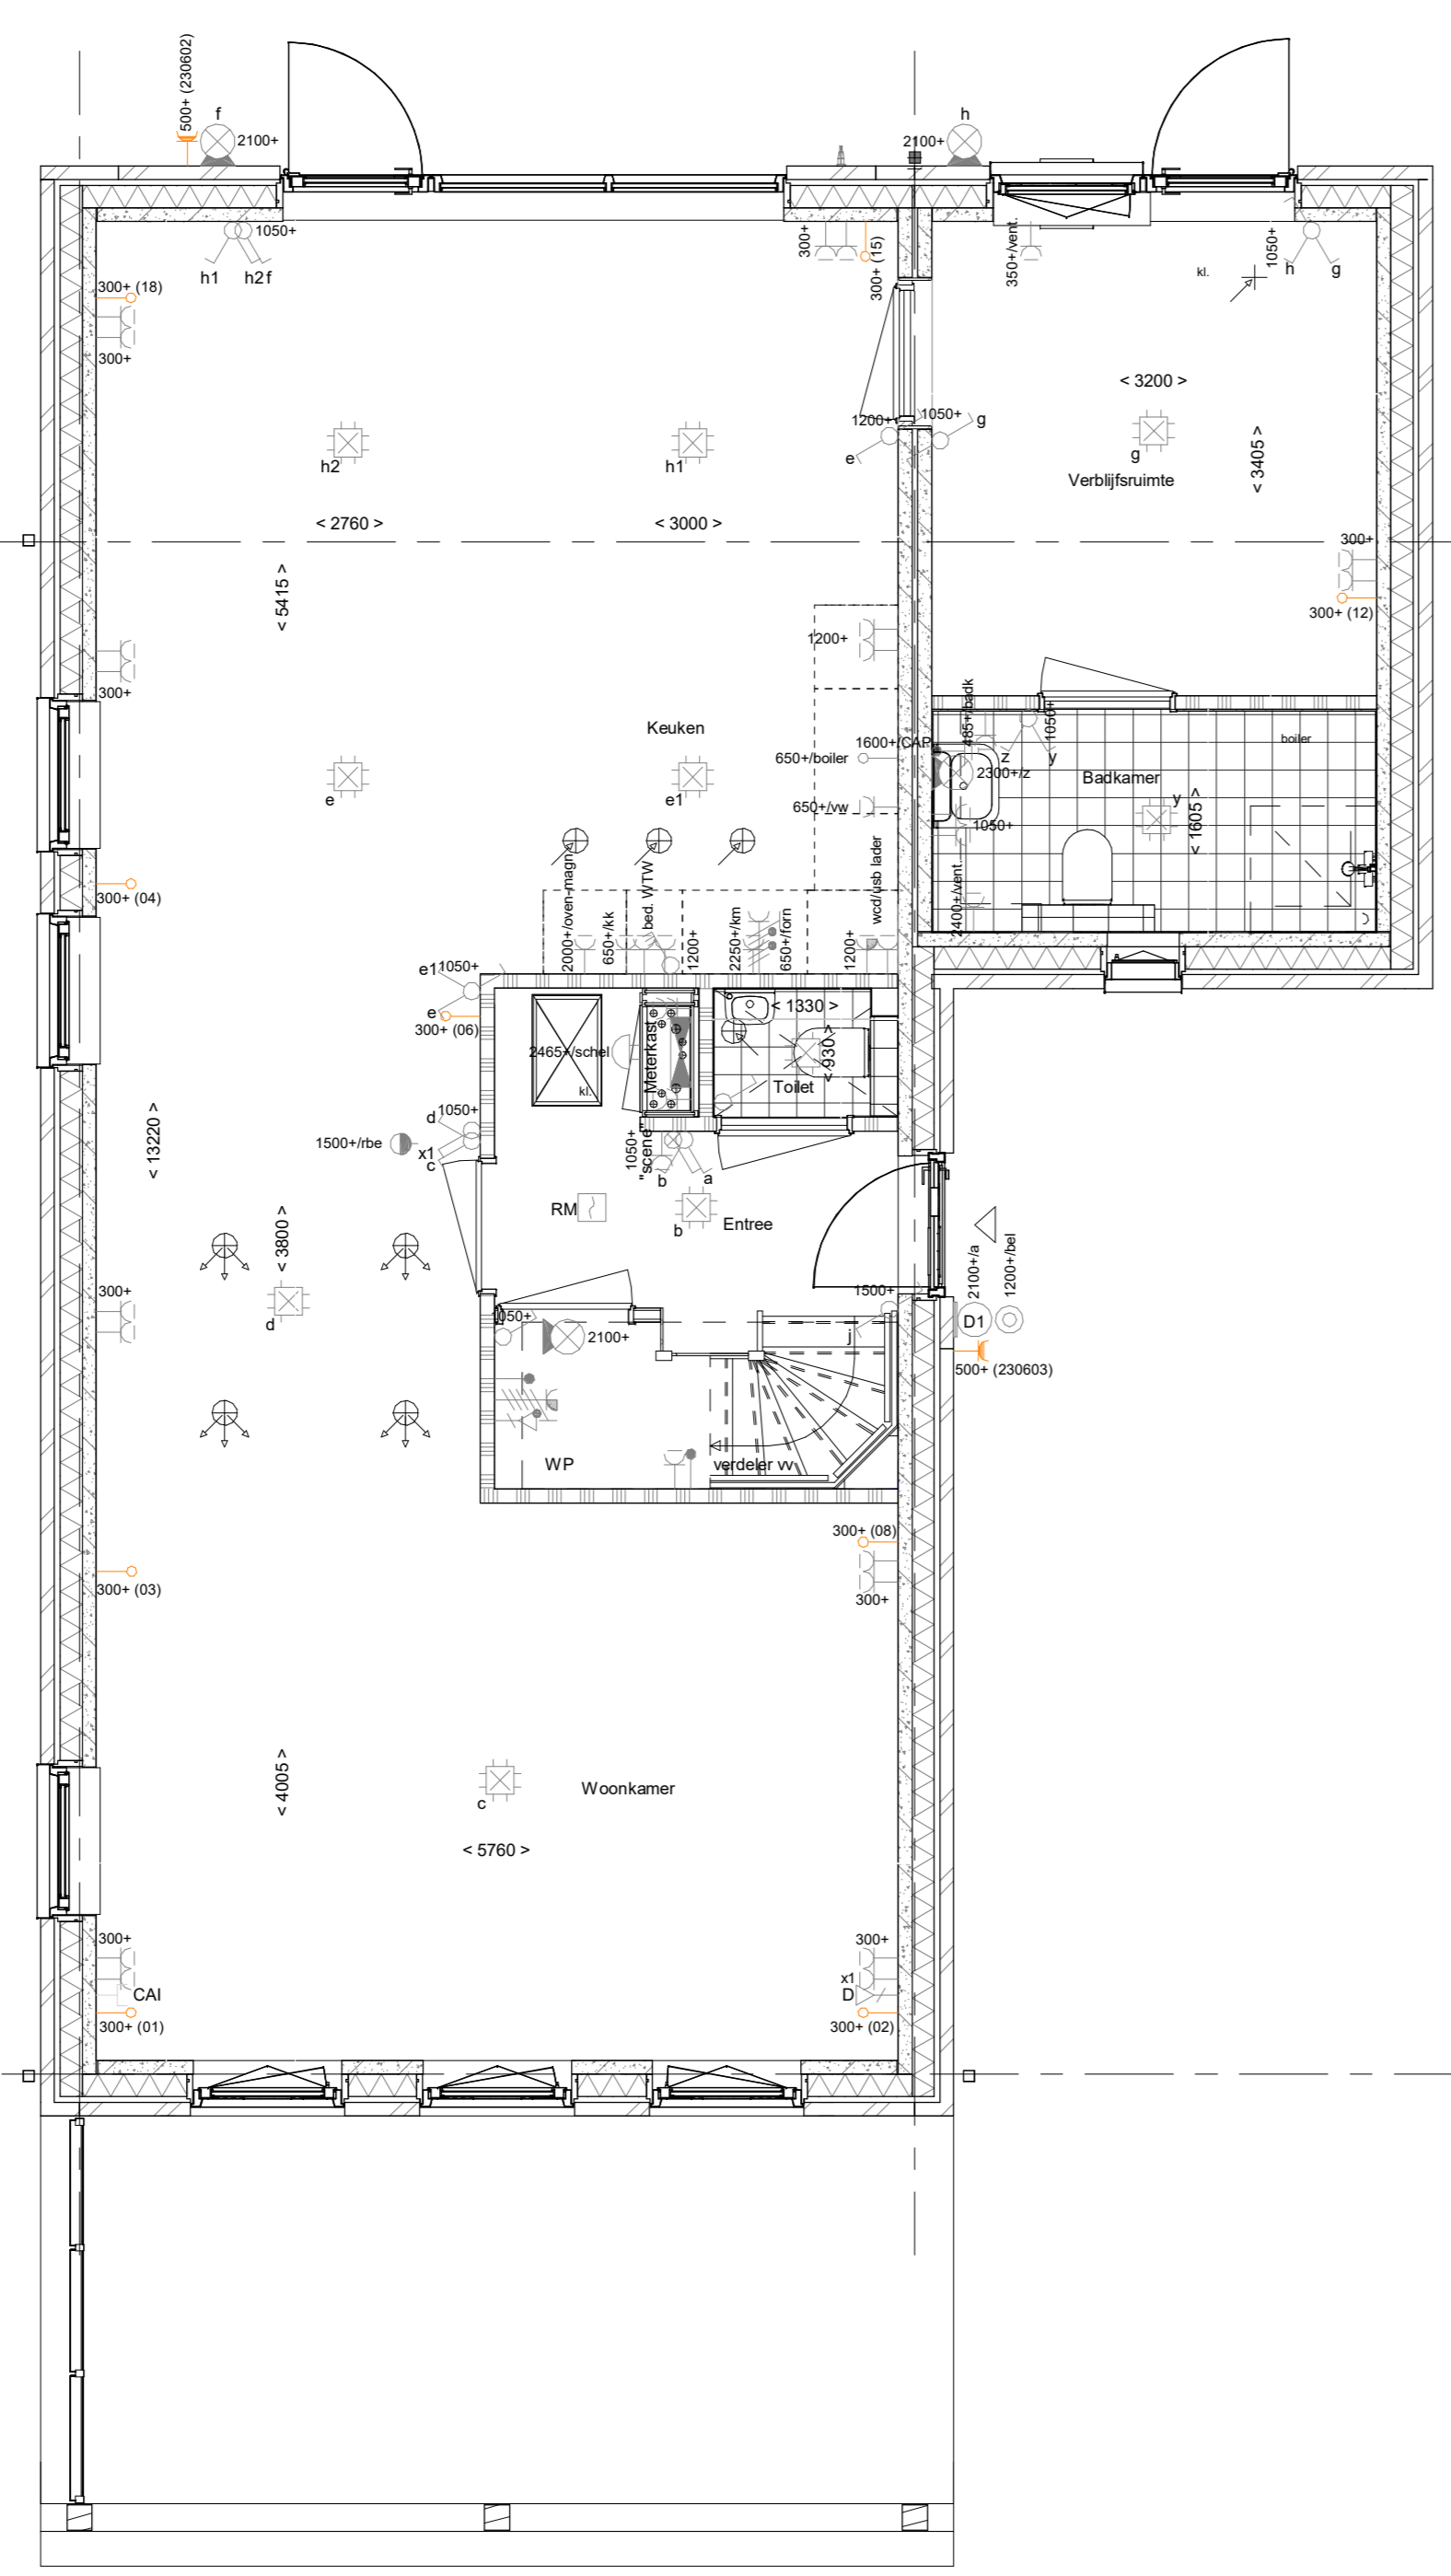 500+ (230602)
f
2100+
h
2100+
1050+
h1
h2 f
300+
300+ (15)
350+/vent.
kl.
1050+
h
g
300+ (18)
300+
< 3200 >
1200+
1050+
g
e
g
< 3405 >
Verblijfsruimte
h2
h1
< 2760 >
< 3000 >
300+
< 5415 >
300+ (12)
1200+
300+
485+/badk
1050+
Keuken
1600+/CAP
z
y
boiler
650+/boiler
2300+/z
Badkamer
e
e1
y
650+/vw
1050+
< 1605 >
300+ (04)
2000+/oven-magn
650+/kk
bed. WTW
1200+
2250+/km
650+/forn
wcd/usb lader
1200+
2400+/vent.
e1
1050+
e
300+ (06)
< 1330 >
2465+/schel
Meterkast
< 930 >
kl.
Toilet
< 13220 >
d
1050+
1500+/rbe
x1
c
1050+
"scene
b
a
RM
b
Entree
< 3800 >
2100+/a
1200+/bel
300+
d
1500+
1050+
2100+
j
D1
500+ (230603)
WP
verdeler vv
300+ (08)
300+ (03)
300+
< 4005 >
Woonkamer
c
< 5760 >
300+
300+
x1
CAI
D
300+ (01)
300+ (02)